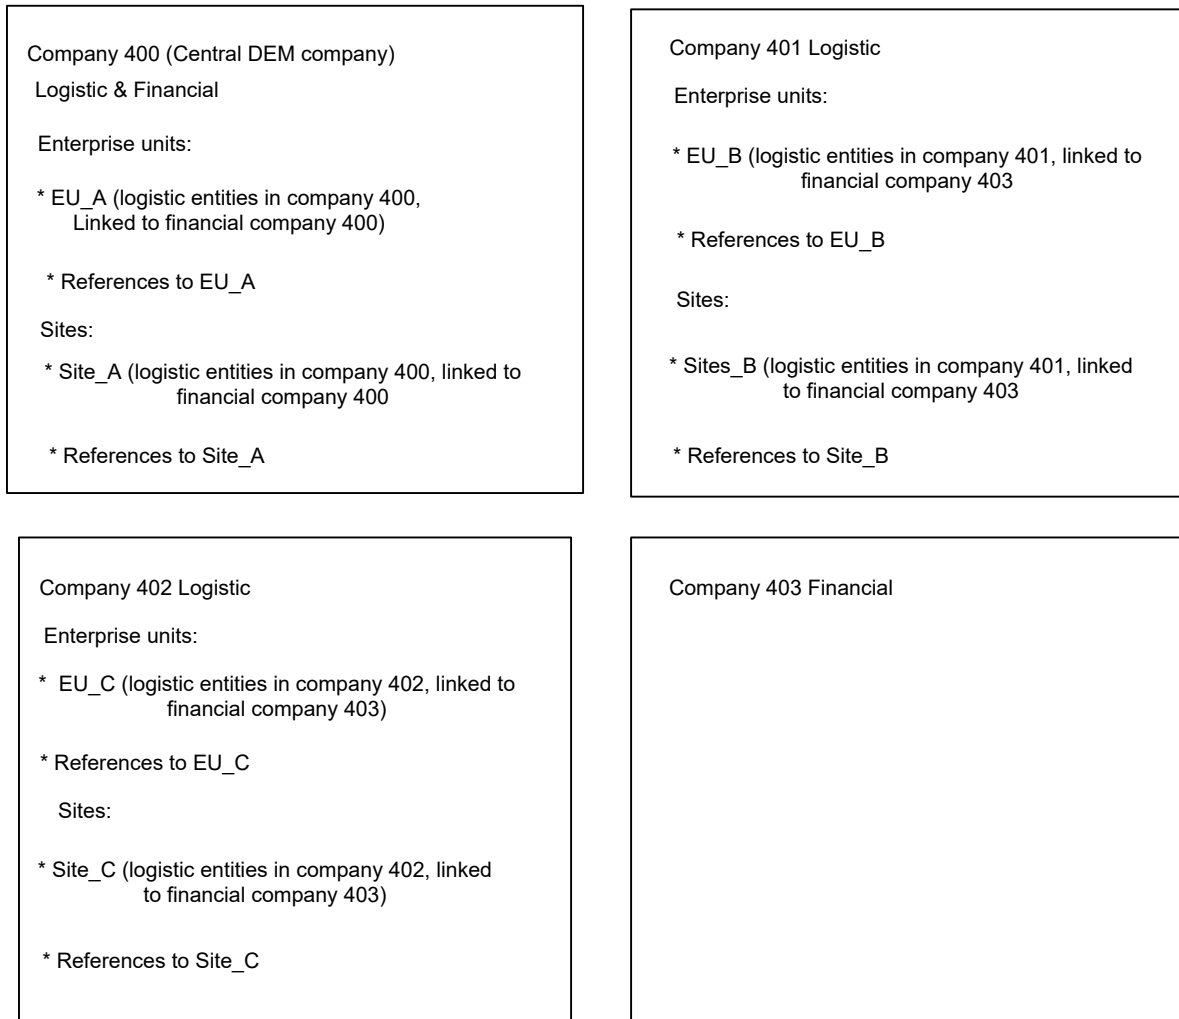 Company 400 (Central DEM company)
Logistic & Financial
Enterprise units:
* EU_A (logistic entities in company 400,
Linked to financial company 400)
* References to EU_A
Sites:
* Site_A (logistic entities in company 400, linked to
financial company 400
* References to Site_A
Company 401 Logistic
Enterprise units:
* EU_B (logistic entities in company 401, linked to
financial company 403
* References to EU_B
Sites:
* Sites_B (logistic entities in company 401, linked
to financial company 403
* References to Site_B
Company 402 Logistic
Enterprise units:
* EU_C (logistic entities in company 402, linked to
financial company 403)
* References to EU_C
Sites:
* Site_C (logistic entities in company 402, linked
to financial company 403)
* References to Site_C
Company 403 Financial